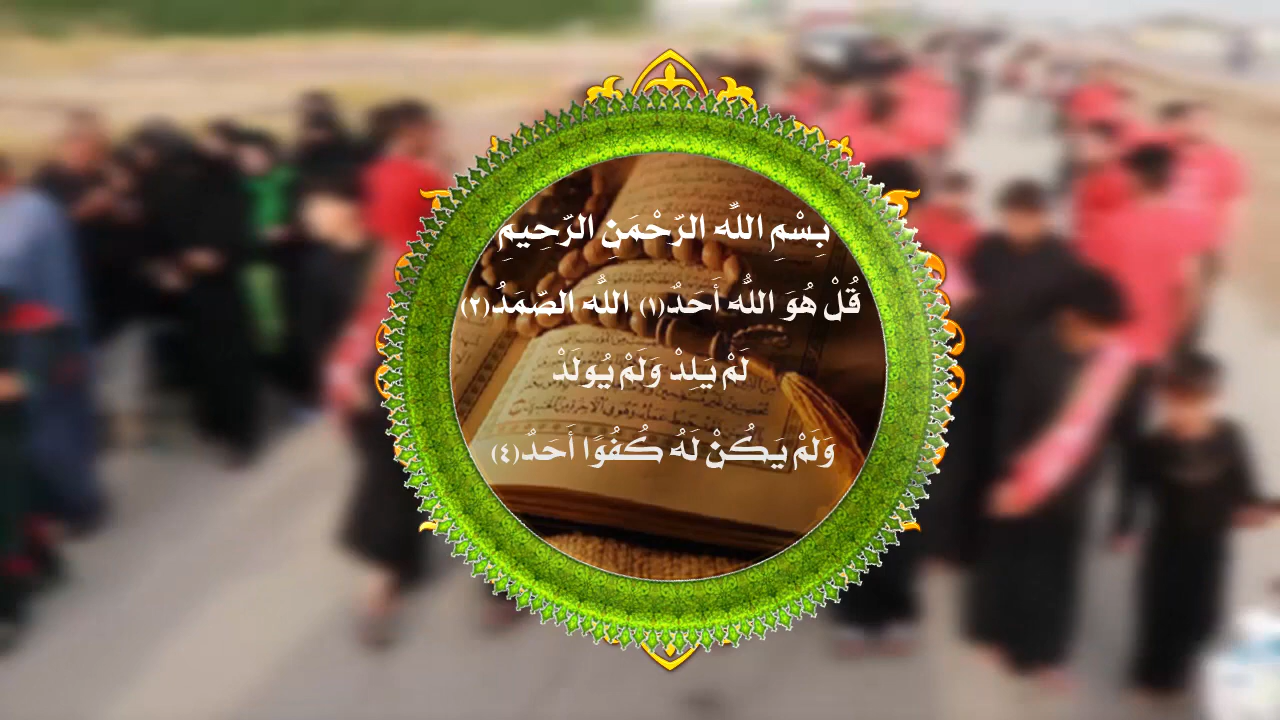 بِسْمِ اللَّهِ الرَّحْمَنِ الرَّحِيمِ
قُلْ هُوَ اللَّهُ أَحَدٌ(١) اللَّهُ الصَّمَدُ(٢)
لَمْ يَلِدْ وَلَمْ يُولَدْ
وَلَمْ يَكُنْ لَهُ كُفُوًا أَحَدٌ(٤)